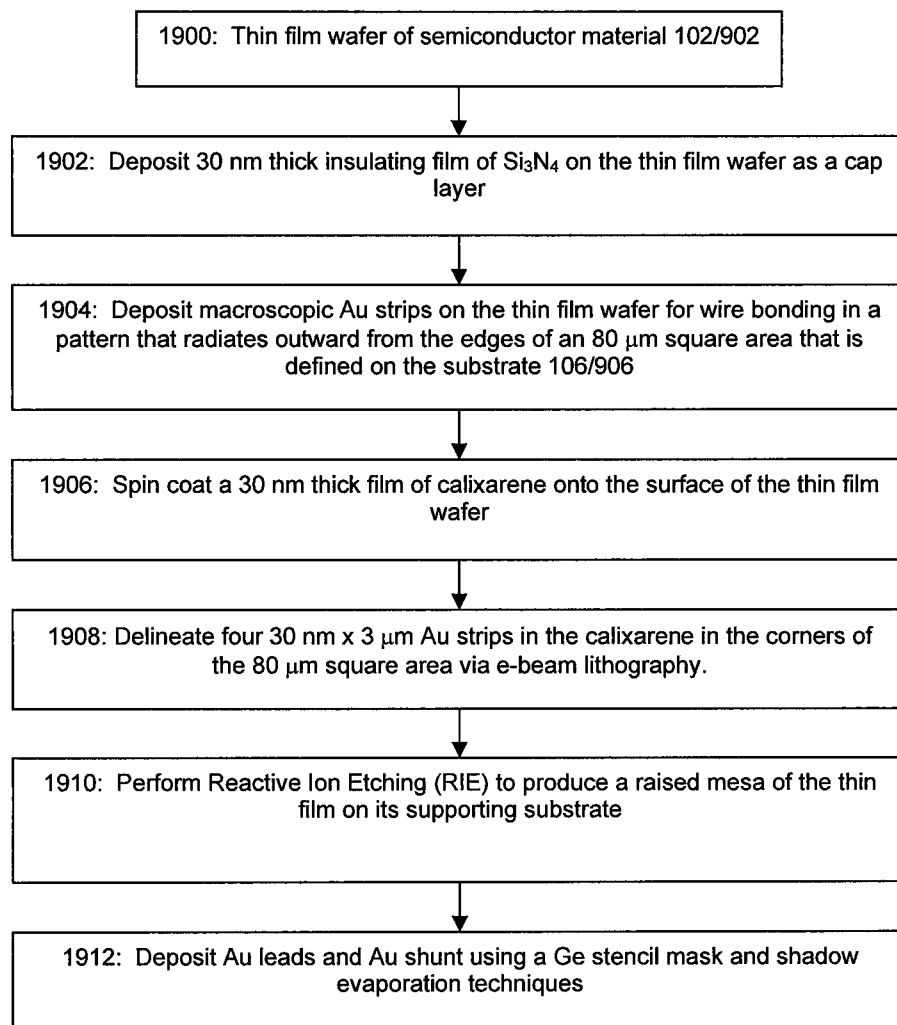 1900: Thin film wafer of semiconductor material 102/902
1902: Deposit 30 nm thick insulating film of Si₃N₄ on the thin film wafer as a cap
layer
1904: Deposit macroscopic Au strips on the thin film wafer for wire bonding in a
pattern that radiates outward from the edges of an 80 μm square area that is
defined on the substrate 106/906
1906: Spin coat a 30 nm thick film of calixarene onto the surface of the thin film
wafer
1908: Delineate four 30 nm x 3 μm Au strips in the calixarene in the corners of
the 80 μm square area via e-beam lithography.
1910: Perform Reactive Ion Etching (RIE) to produce a raised mesa of the thin
film on its supporting substrate
1912: Deposit Au leads and Au shunt using a Ge stencil mask and shadow
evaporation techniques